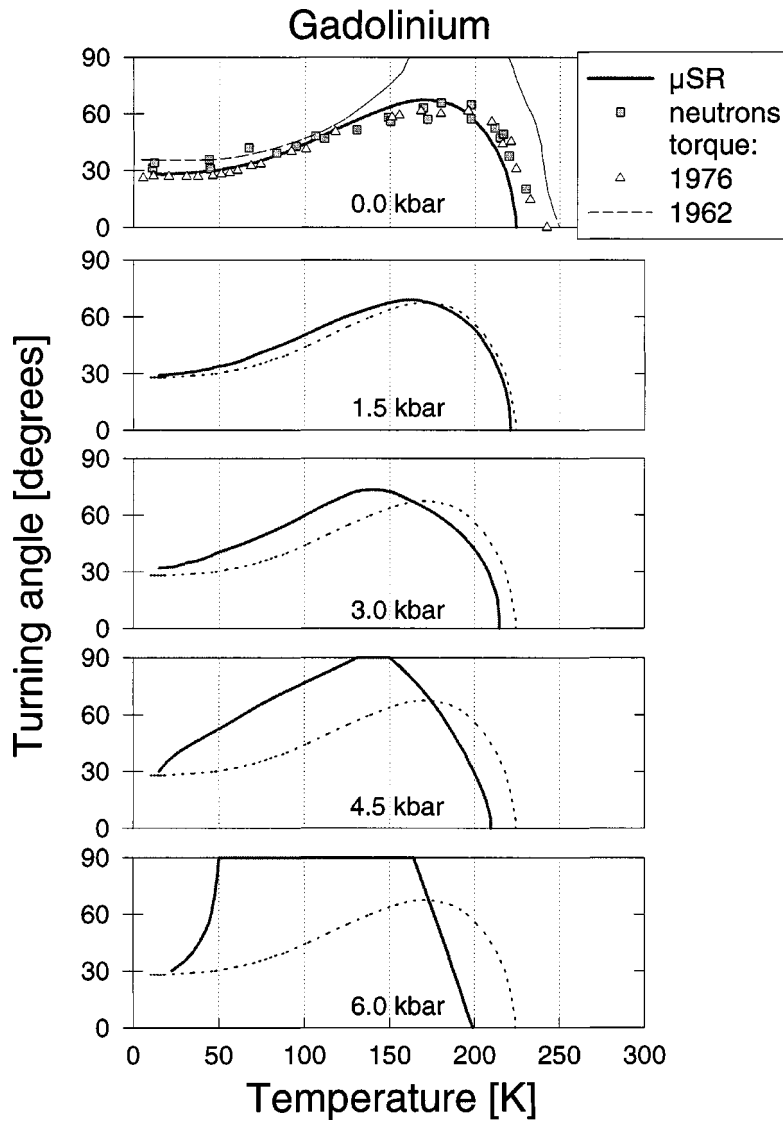 Gadolinium
90
60
30
0
0.0 kbar
μSR
neutrons
torque:
1976
1962
90
60
30
0
1.5 kbar
90
60
30
0
3.0 kbar
90
60
30
0
4.5 kbar
90
60
30
0
6.0 kbar
0 50 100 150 200 250 300
Temperature [K]
Turning angle [degrees]